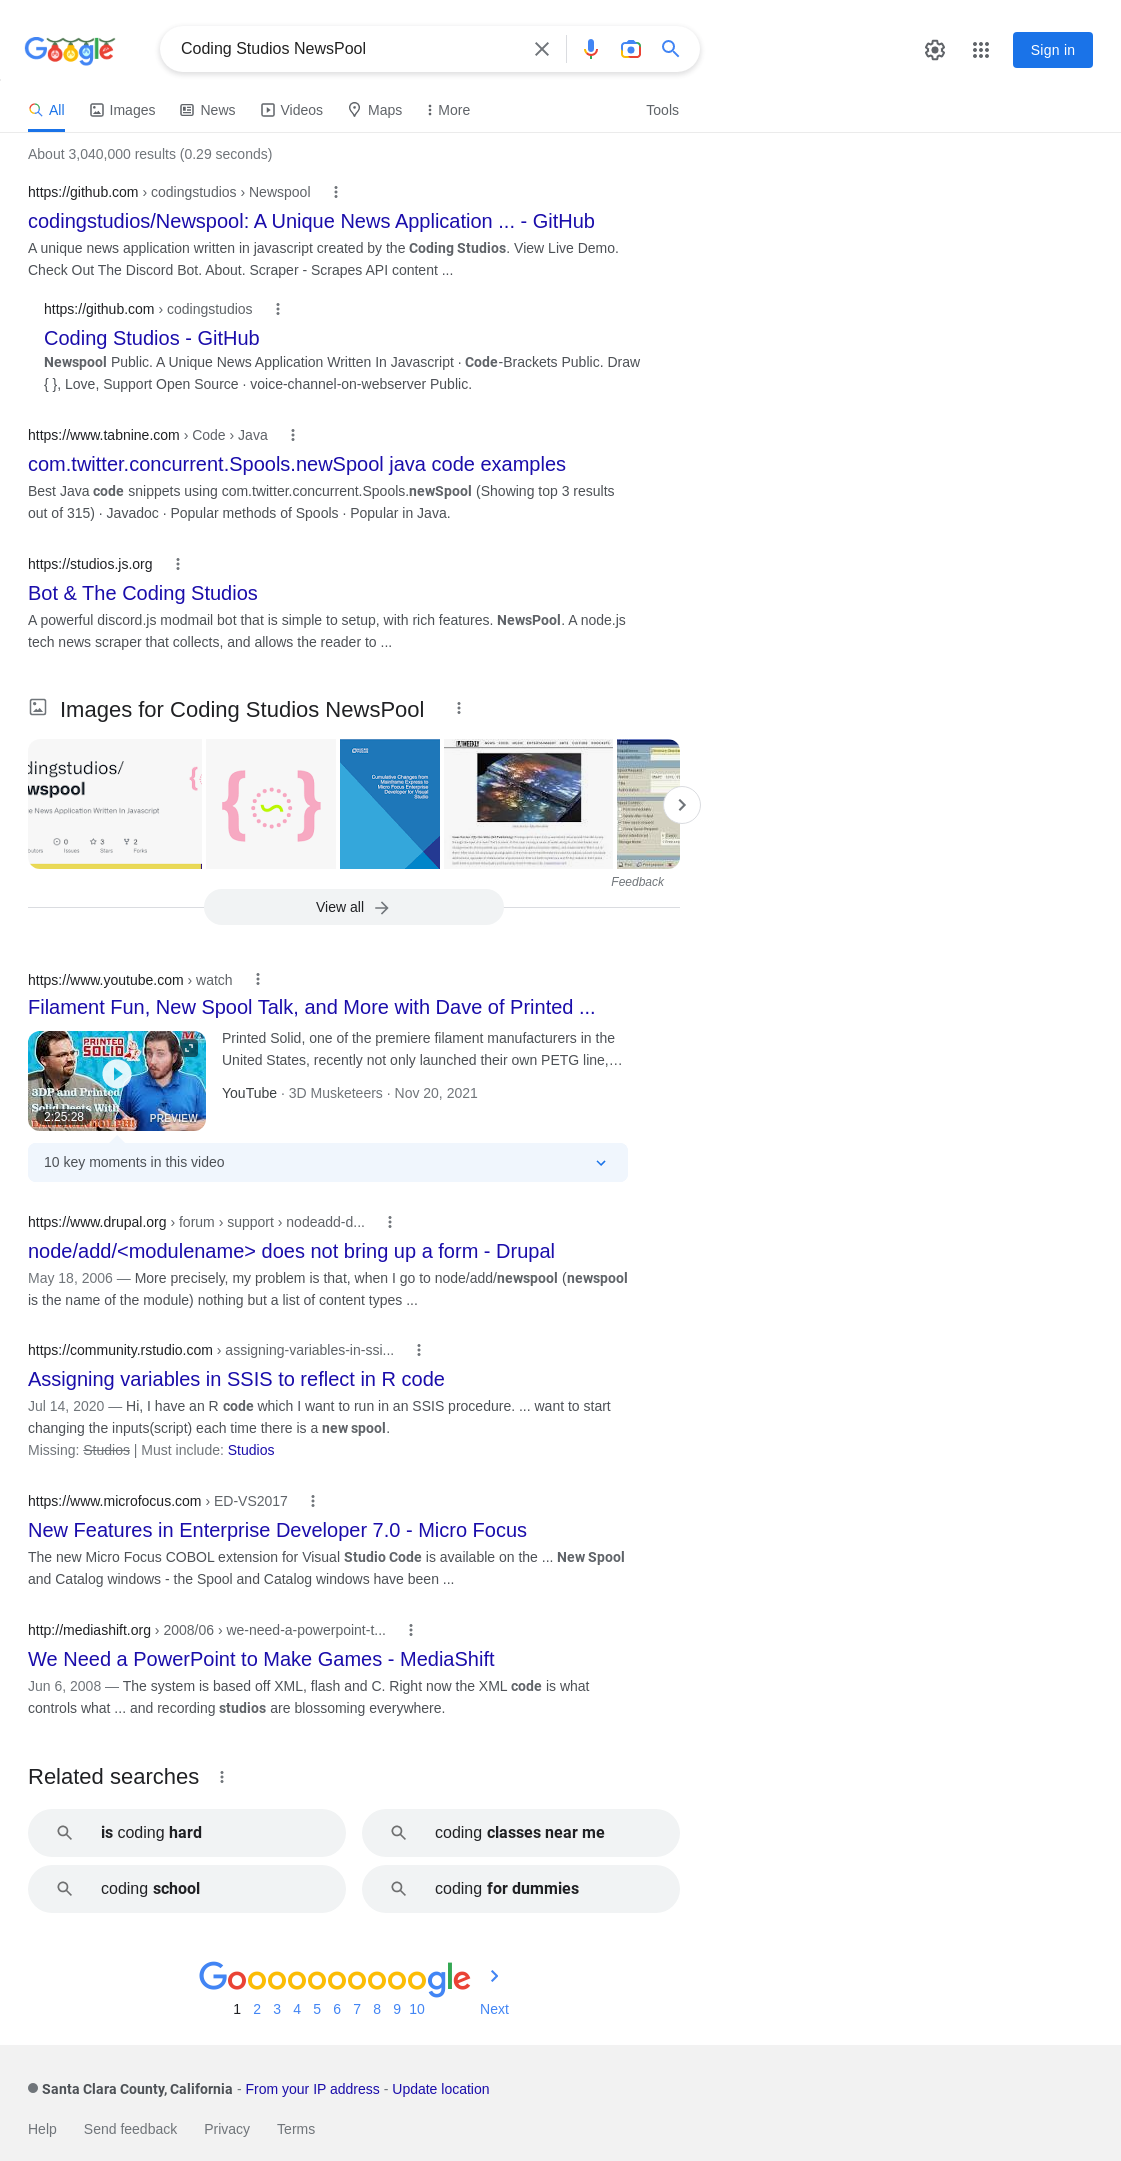 Google
Coding Studios NewsPool
Sign in
All Images News Videos Maps More Tools
About 3,040,000 results (0.29 seconds)
https://github.com › codingstudios › Newspool
codingstudios/Newspool: A Unique News Application ... - GitHub
A unique news application written in javascript created by the Coding Studios. View Live Demo.
Check Out The Discord Bot. About. Scraper - Scrapes API content ...
https://github.com › codingstudios
Coding Studios - GitHub
Newspool Public. A Unique News Application Written In Javascript · Code-Brackets Public. Draw
{ }, Love, Support Open Source · voice-channel-on-webserver Public.
https://www.tabnine.com › Code › Java
com.twitter.concurrent.Spools.newSpool java code examples
Best Java code snippets using com.twitter.concurrent.Spools.newSpool (Showing top 3 results
out of 315) · Javadoc · Popular methods of Spools · Popular in Java.
https://studios.js.org
Bot & The Coding Studios
A powerful discord.js modmail bot that is simple to setup, with rich features. NewsPool. A node.js
tech news scraper that collects, and allows the reader to ...
Images for Coding Studios NewsPool
dingstudios/
wspool
e News Application Written In Javascript
0 3 2
utors Issues Stars Forks
Cumulative Changes from
Mainframe Express to
Micro Focus Enterprise
Developer for Visual
Studio
Feedback
View all
https://www.youtube.com › watch
Filament Fun, New Spool Talk, and More with Dave of Printed ...
PRINTED
SOLID
3DP and Printed
Solid Deets With
2:25:28 PREVIEW
Printed Solid, one of the premiere filament manufacturers in the
United States, recently not only launched their own PETG line,…
YouTube · 3D Musketeers · Nov 20, 2021
10 key moments in this video
https://www.drupal.org › forum › support › nodeadd-d...
node/add/<modulename> does not bring up a form - Drupal
May 18, 2006 — More precisely, my problem is that, when I go to node/add/newspool (newspool
is the name of the module) nothing but a list of content types ...
https://community.rstudio.com › assigning-variables-in-ssi...
Assigning variables in SSIS to reflect in R code
Jul 14, 2020 — Hi, I have an R code which I want to run in an SSIS procedure. ... want to start
changing the inputs(script) each time there is a new spool.
Missing: Studios | Must include: Studios
https://www.microfocus.com › ED-VS2017
New Features in Enterprise Developer 7.0 - Micro Focus
The new Micro Focus COBOL extension for Visual Studio Code is available on the ... New Spool
and Catalog windows - the Spool and Catalog windows have been ...
http://mediashift.org › 2008/06 › we-need-a-powerpoint-t...
We Need a PowerPoint to Make Games - MediaShift
Jun 6, 2008 — The system is based off XML, flash and C. Right now the XML code is what
controls what ... and recording studios are blossoming everywhere.
Related searches
is coding hard
coding classes near me
coding school
coding for dummies
Goooooooooogle
1 2 3 4 5 6 7 8 9 10 Next
Santa Clara County, California - From your IP address - Update location
Help Send feedback Privacy Terms